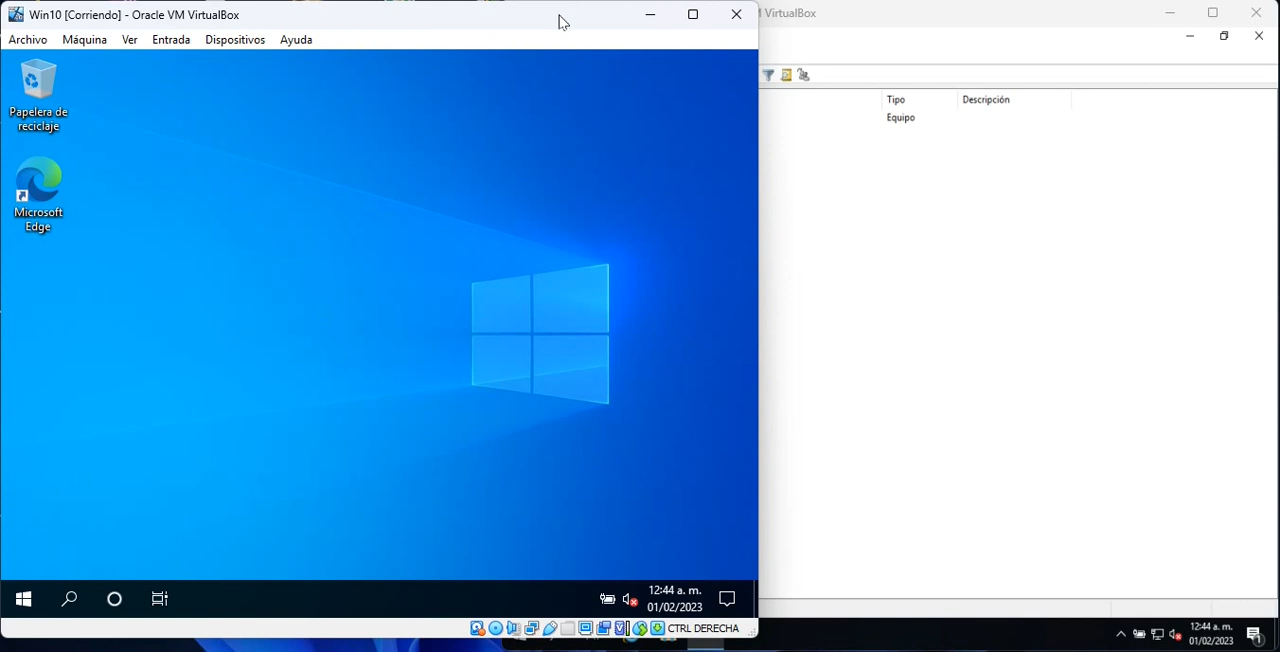 Win10 [Corriendo] - Oracle VM VirtualBox
M VirtualBox
Archivo Máquina Ver Entrada Dispositivos Ayuda
Papelera de
reciclaje
Microsoft
Edge
Tipo Descripción
Equipo
12:44 a. m.
01/02/2023
CTRL DERECHA
12:44 a. m.
01/02/2023
1